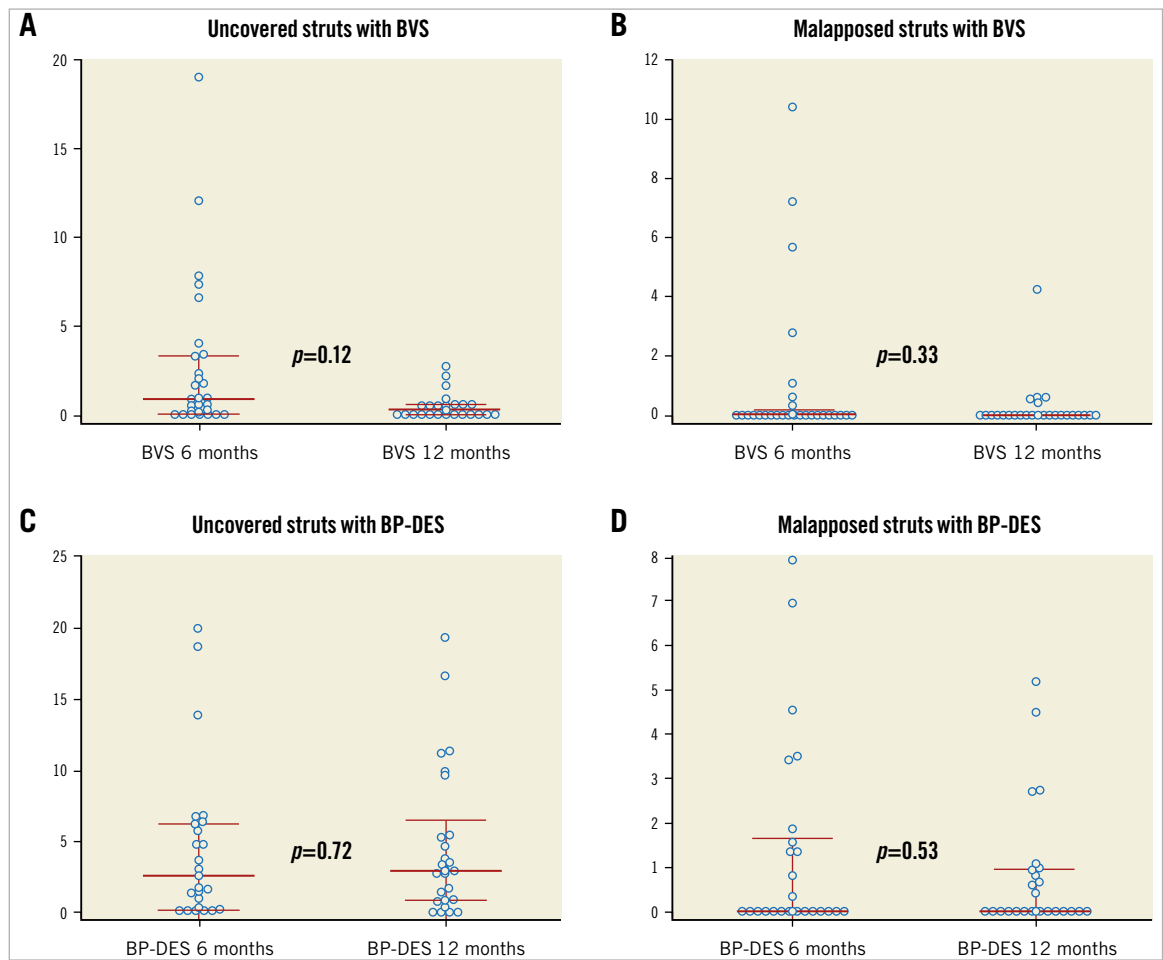 A
Uncovered struts with BVS
20
15
10
5
0
p=0.12
BVS 6 months
BVS 12 months
B
Malapposed struts with BVS
12
10
8
6
4
2
0
p=0.33
BVS 6 months
BVS 12 months
C
Uncovered struts with BP-DES
25
20
15
10
5
0
p=0.72
BP-DES 6 months
BP-DES 12 months
D
Malapposed struts with BP-DES
8
7
6
5
4
3
2
1
0
p=0.53
BP-DES 6 months
BP-DES 12 months